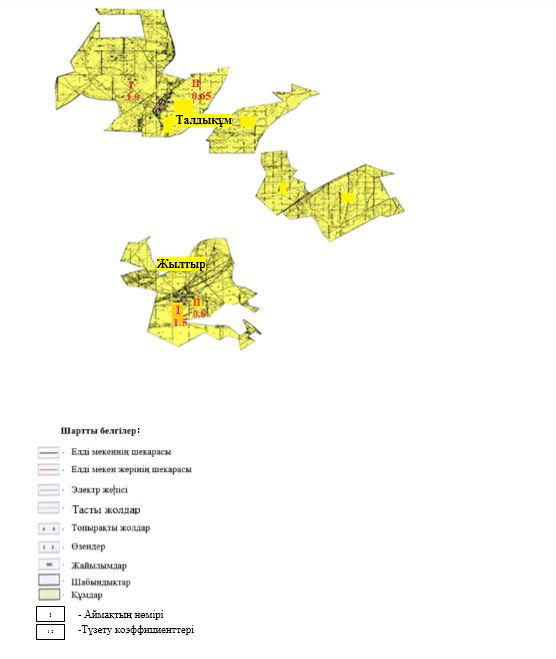 I
1.0
II
0.65
Талдықұм
Жылтыр
II
0.8
I
1.5
Шартты белгілер:
- Елді мекеннің шекарасы
- Елді мекен жерінің шекарасы
- Электр желісі
- Тасты жолдар
- Топырақты жолдар
- Өзендер
- Жайылымдар
- Шабындықтар
- Құмдар
- Аймақтың нөмірі
-Түзету коэффициенттері